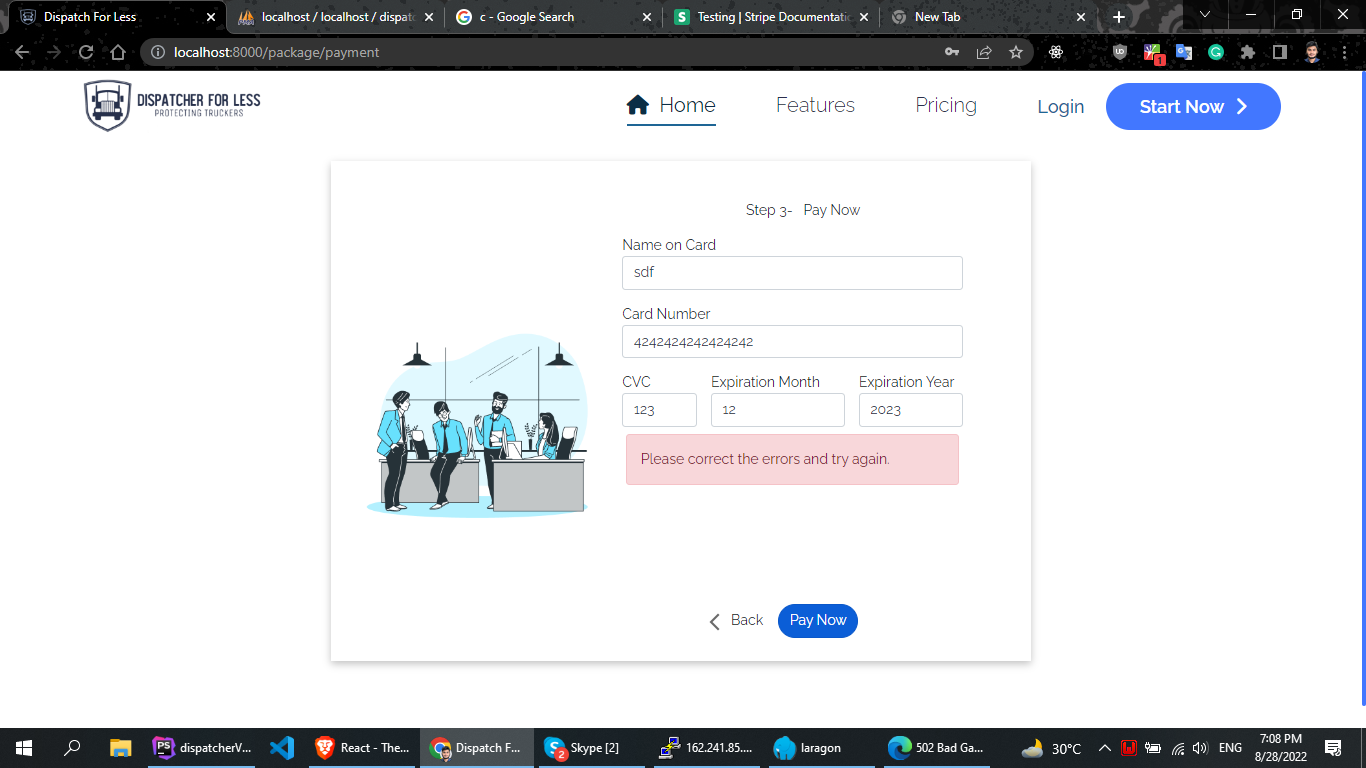 Dispatch For Less
localhost / localhost / dispatc
c - Google Search
Testing | Stripe Documentatio
New Tab
localhost:8000/package/payment
1
DISPATCHER FOR LESS
PROTECTING TRUCKERS
Home
Features
Pricing
Login
Start Now
Step 3- Pay Now
Name on Card
sdf
Card Number
4242424242424242
CVC
Expiration Month
Expiration Year
123
12
2023
Please correct the errors and try again.
Back
Pay Now
PS
dispatcherV...
React - The...
Dispatch F...
S
2
Skype [2]
162.241.85....
laragon
502 Bad Ga...
30°C
ENG
7:08 PM
8/28/2022